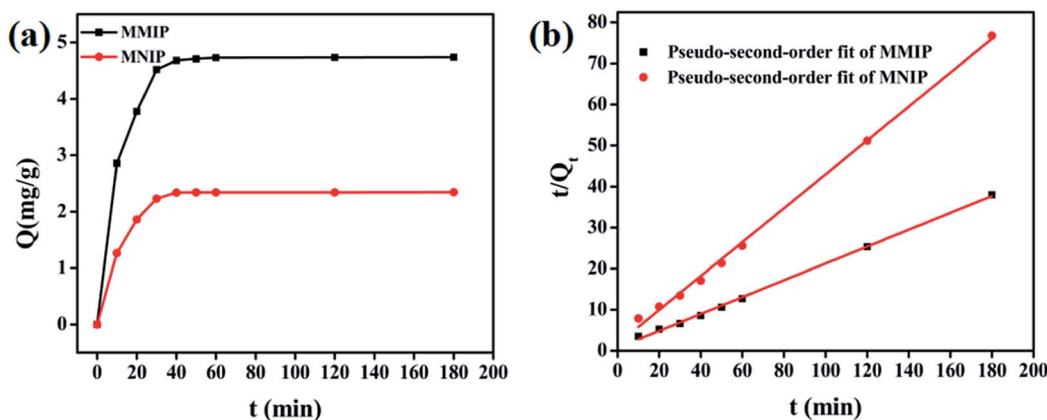 (a)
MMIP
MNIP
Q(mg/g)
5
4
3
2
1
0
0 20 40 60 80 100 120 140 160 180 200
t (min)
(b)
Pseudo-second-order fit of MMIP
Pseudo-second-order fit of MNIP
t/Qt
80
70
60
50
40
30
20
10
0
0 20 40 60 80 100 120 140 160 180 200
t (min)